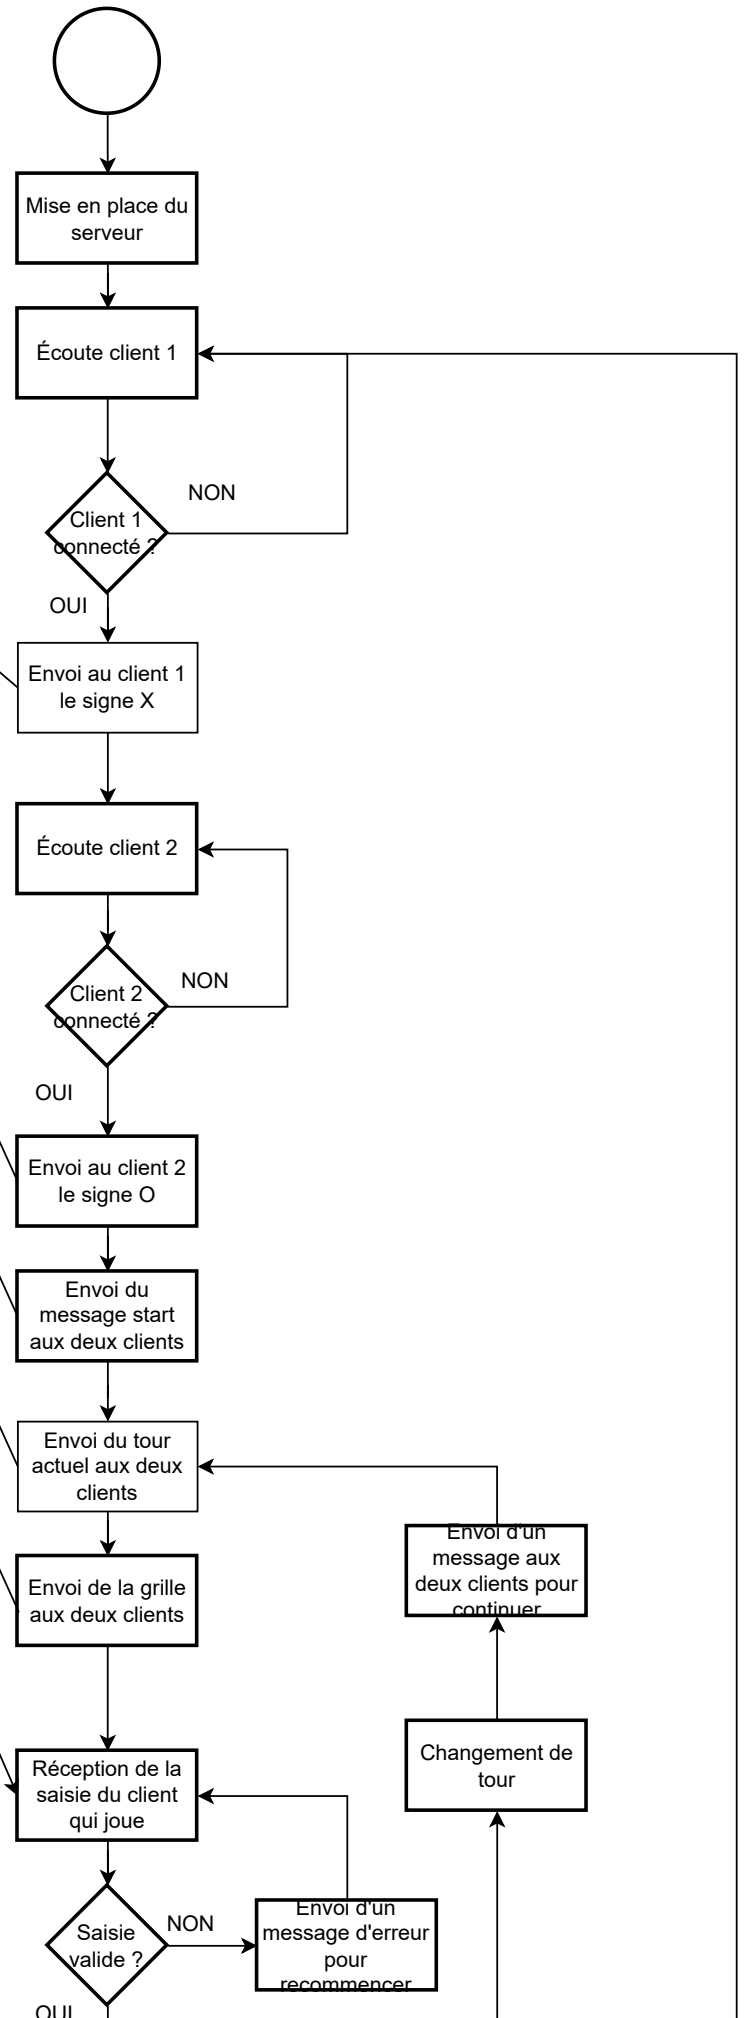 Mise en place du
serveur
Écoute client 1
NON
Client 1
connecté ?
OUI
Envoi au client 1
le signe X
Écoute client 2
NON
Client 2
connecté ?
OUI
Envoi au client 2
le signe O
Envoi du
message start
aux deux clients
Envoi du tour
actuel aux deux
clients
Envoi d'un
message aux
deux clients pour
continuer
Envoi de la grille
aux deux clients
Changement de
tour
Réception de la
saisie du client
qui joue
Saisie
valide ?
NON
Envoi d'un
message d'erreur
pour
recommencer
OUI